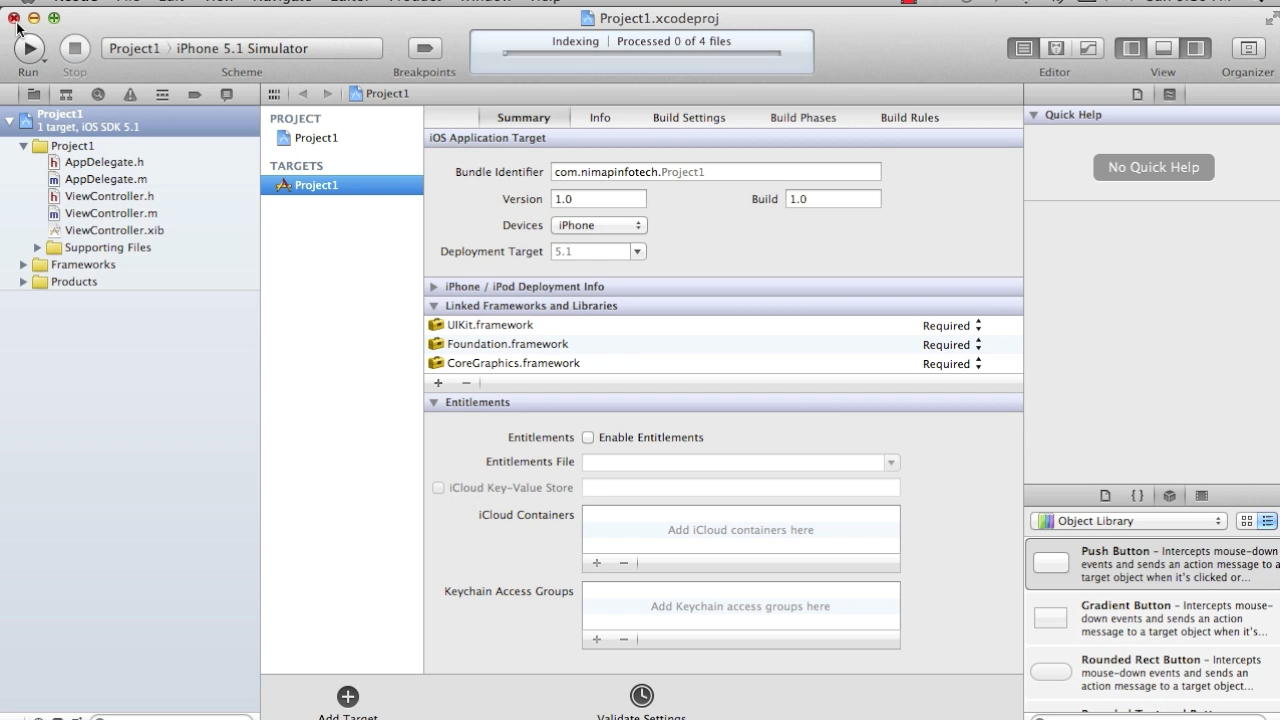 Project1.xcodeproj
Project1 〉 iPhone 5.1 Simulator
Indexing | Processed 0 of 4 files
Run Stop Scheme Breakpoints Editor View Organizer
Project1
Project1
1 target, iOS SDK 5.1
Project1
AppDelegate.h
AppDelegate.m
ViewController.h
ViewController.m
ViewController.xib
Supporting Files
Frameworks
Products
PROJECT
Project1
TARGETS
Project1
Summary Info Build Settings Build Phases Build Rules
iOS Application Target
Bundle Identifier com.nimapinfotech.Project1
Version 1.0 Build 1.0
Devices iPhone
Deployment Target 5.1
iPhone / iPod Deployment Info
Linked Frameworks and Libraries
UIKit.framework Required
Foundation.framework Required
CoreGraphics.framework Required
Entitlements
Entitlements Enable Entitlements
Entitlements File
iCloud Key-Value Store
iCloud Containers
Add iCloud containers here
Keychain Access Groups
Add Keychain access groups here
Add Target Validate Settings
Quick Help
No Quick Help
Object Library
Push Button – Intercepts mouse-down
events and sends an action message to a
target object when it's clicked or...
Gradient Button – Intercepts mouse-
down events and sends an action
message to a target object when it's...
Rounded Rect Button – Intercepts
mouse-down events and sends an
action message to a target object...